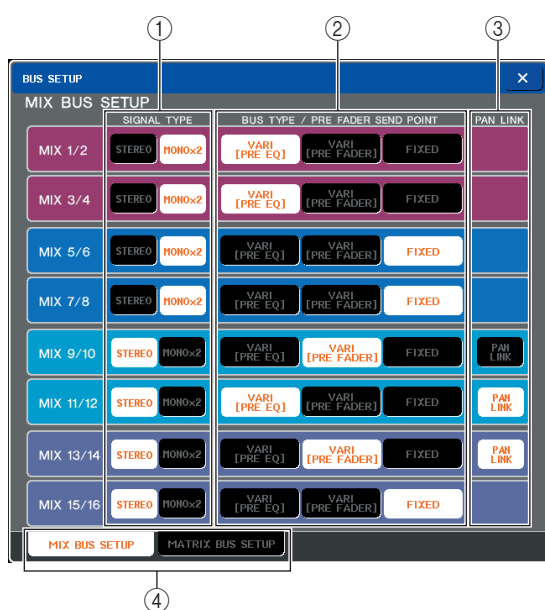 ① ② ③
BUS SETUP ×
MIX BUS SETUP
SIGNAL TYPE BUS TYPE / PRE FADER SEND POINT PAN LINK
MIX 1/2 STEREO MONO×2 VARI [PRE EQ] VARI [PRE FADER] FIXED
MIX 3/4 STEREO MONO×2 VARI [PRE EQ] VARI [PRE FADER] FIXED
MIX 5/6 STEREO MONO×2 VARI [PRE EQ] VARI [PRE FADER] FIXED
MIX 7/8 STEREO MONO×2 VARI [PRE EQ] VARI [PRE FADER] FIXED
MIX 9/10 STEREO MONO×2 VARI [PRE EQ] VARI [PRE FADER] FIXED PAN LINK
MIX 11/12 STEREO MONO×2 VARI [PRE EQ] VARI [PRE FADER] FIXED PAN LINK
MIX 13/14 STEREO MONO×2 VARI [PRE EQ] VARI [PRE FADER] FIXED PAN LINK
MIX 15/16 STEREO MONO×2 VARI [PRE EQ] VARI [PRE FADER] FIXED
MIX BUS SETUP MATRIX BUS SETUP
④